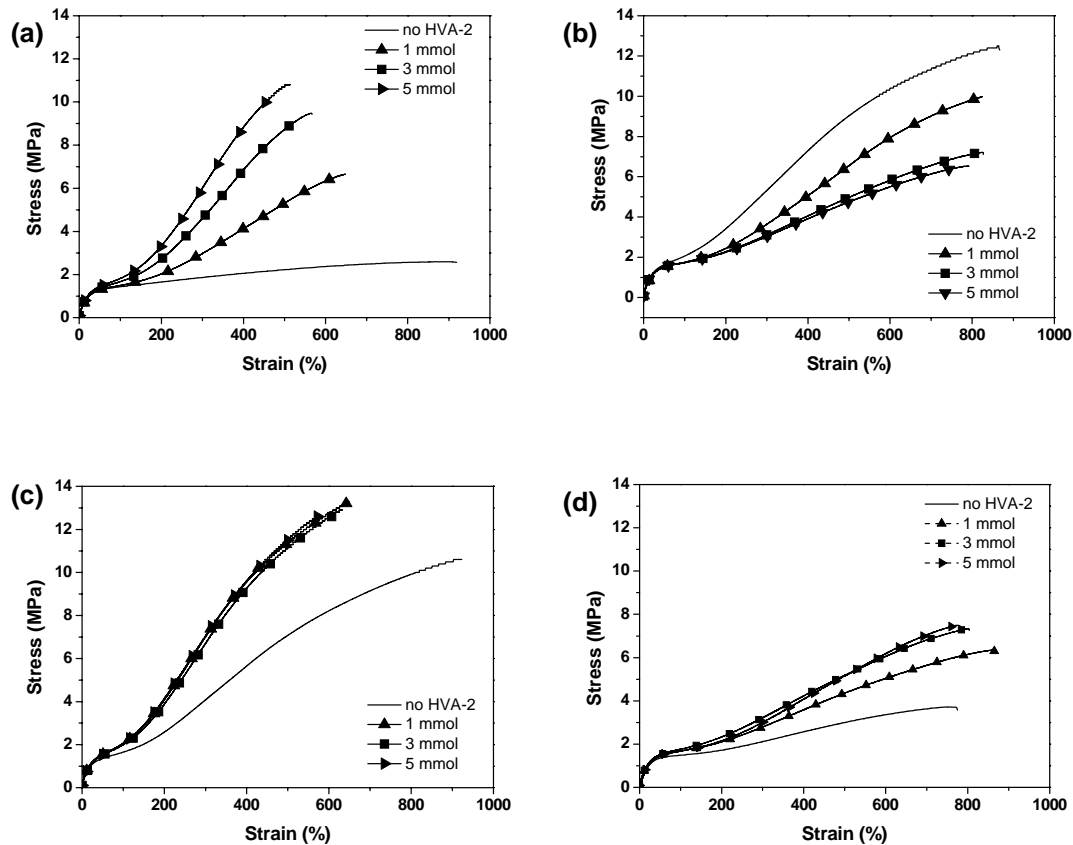 (a)
14
12
10
8
6
4
2
0
Stress (MPa)
0 200 400 600 800 1000
Strain (%)
no HVA-2
1 mmol
3 mmol
5 mmol
(b)
14
12
10
8
6
4
2
0
Stress (MPa)
0 200 400 600 800 1000
Strain (%)
no HVA-2
1 mmol
3 mmol
5 mmol
(c)
14
12
10
8
6
4
2
0
Stress (MPa)
0 200 400 600 800 1000
Strain (%)
no HVA-2
1 mmol
3 mmol
5 mmol
(d)
14
12
10
8
6
4
2
0
Stress (MPa)
0 200 400 600 800 1000
Strain (%)
no HVA-2
1 mmol
3 mmol
5 mmol